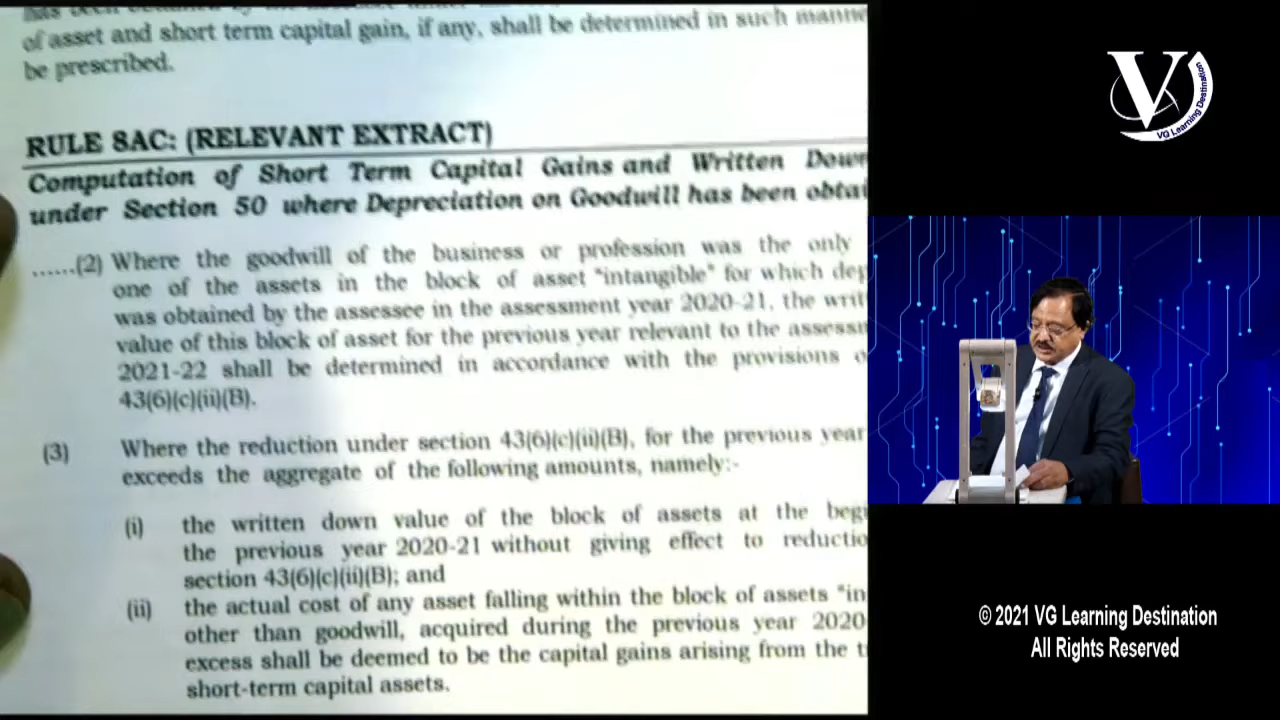 of asset and short term capital gain, if any, shall be determined in such
be prescribed.
RULE 8AC: (RELEVANT EXTRACT)
Computation of Short Term Capital Gains and Written Down
under Section 50 where Depreciation on Goodwill has been
......(2) Where the goodwill of the business or profession was the only
one of the assets in the block of asset "intangible" for which
was obtained by the assessee in the assessment year 2020-21, the
value of this block of asset for the previous year relevant to the
2021-22 shall be determined in accordance with the provisions
43(6)(c)(ii)(B).
(3) Where the reduction under section 43(6)(c)(ii)(B), for the previous year
exceeds the aggregate of the following amounts, namely:-
(i) the written down value of the block of assets at the
the previous year 2020-21 without giving effect to
section 43(6)(c)(ii)(B); and
(ii) the actual cost of any asset falling within the block of assets
other than goodwill, acquired during the previous year 2020
excess shall be deemed to be the capital gains arising from the
short-term capital assets.
V
VG Learning Destination
© 2021 VG Learning Destination
All Rights Reserved